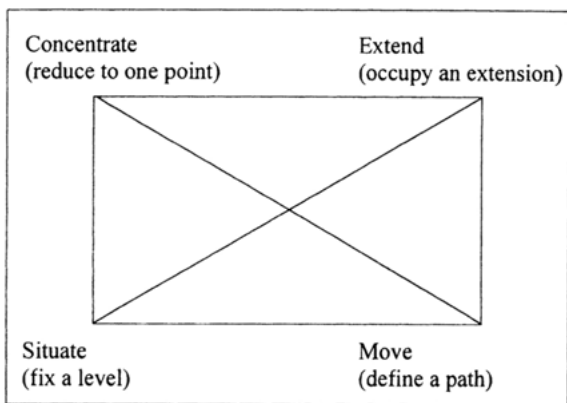 Concentrate
(reduce to one point)
Extend
(occupy an extension)
Situate
(fix a level)
Move
(define a path)